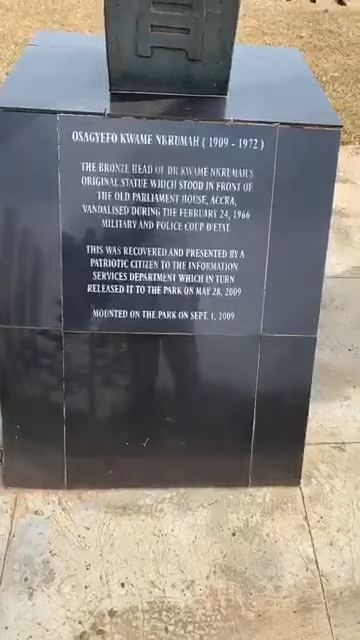 OSAGYEFO KWAME NKRUMAH ( 1909 - 1972 )
THE BRONZE HEAD OF DR KWAME NKRUMAH'S
ORIGINAL STATUE WHICH STOOD IN FRONT OF
THE OLD PARLIAMENT HOUSE, ACCRA,
VANDALISED DURING THE FEBRUARY 24, 1966
MILITARY AND POLICE COUP D'ETAT.
THIS WAS RECOVERED AND PRESENTED BY A
PATRIOTIC CITIZEN TO THE INFORMATION
SERVICES DEPARTMENT WHICH IN TURN
RELEASED IT TO THE PARK ON MAY 28, 2009
MOUNTED ON THE PARK ON SEPT. 1, 2009